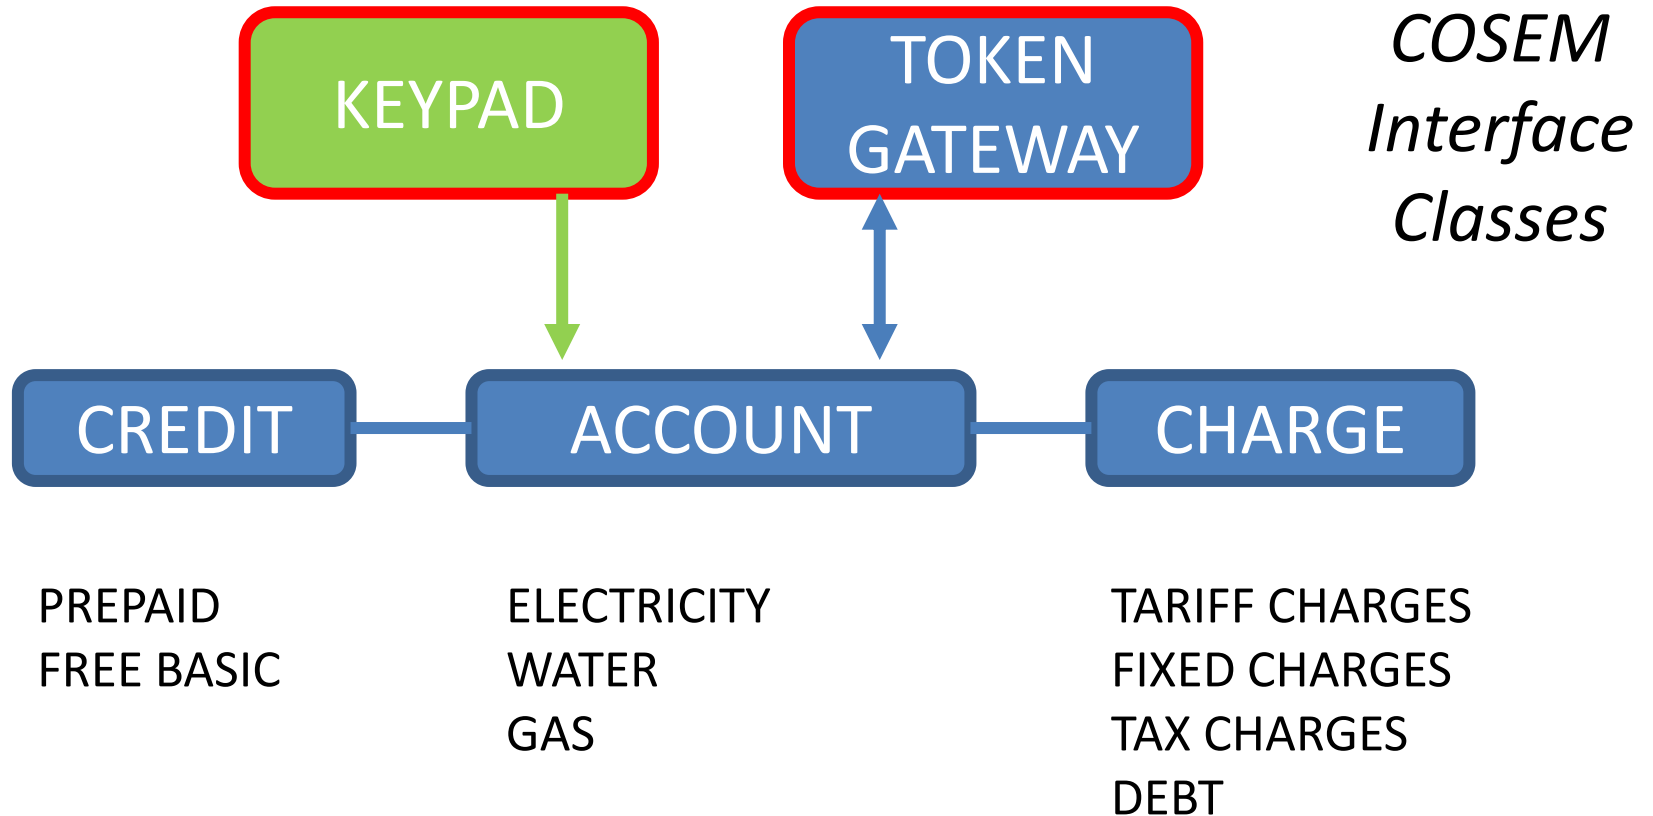 KEYPAD
TOKEN
GATEWAY
COSEM
Interface
Classes
CREDIT
ACCOUNT
CHARGE
PREPAID
FREE BASIC
ELECTRICITY
WATER
GAS
TARIFF CHARGES
FIXED CHARGES
TAX CHARGES
DEBT